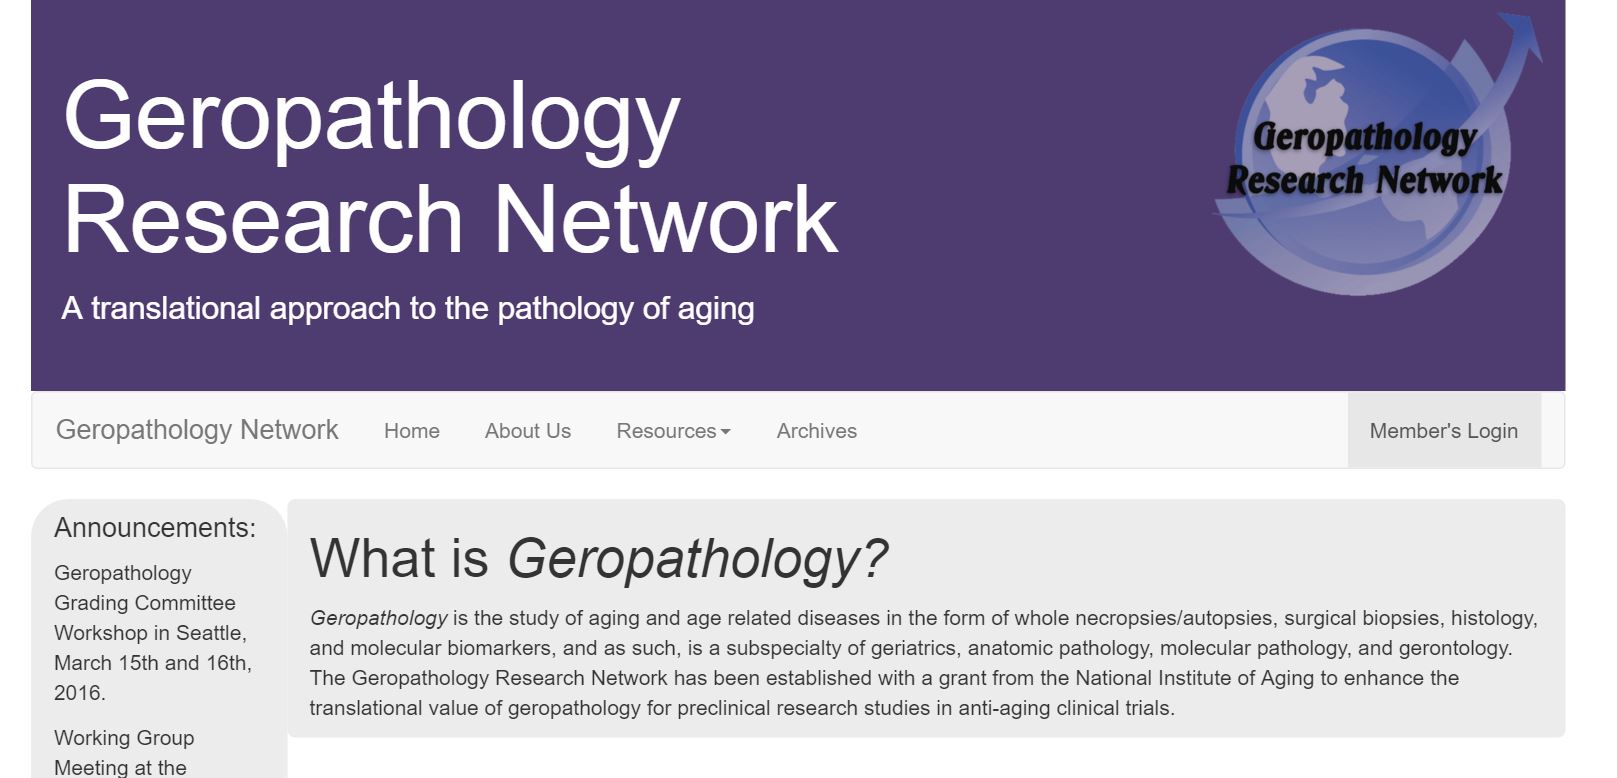 Geropathology
Research Network
A translational approach to the pathology of aging
Geropathology
Research Network
Geropathology Network
Home
About Us
Resources
Archives
Member's Login
Announcements:
Geropathology
Grading Committee
Workshop in Seattle,
March 15th and 16th,
2016.
Working Group
Meeting at the
What is Geropathology?
Geropathology is the study of aging and age related diseases in the form of whole necropsies/autopsies, surgical biopsies, histology,
and molecular biomarkers, and as such, is a subspecialty of geriatrics, anatomic pathology, molecular pathology, and gerontology.
The Geropathology Research Network has been established with a grant from the National Institute of Aging to enhance the
translational value of geropathology for preclinical research studies in anti-aging clinical trials.